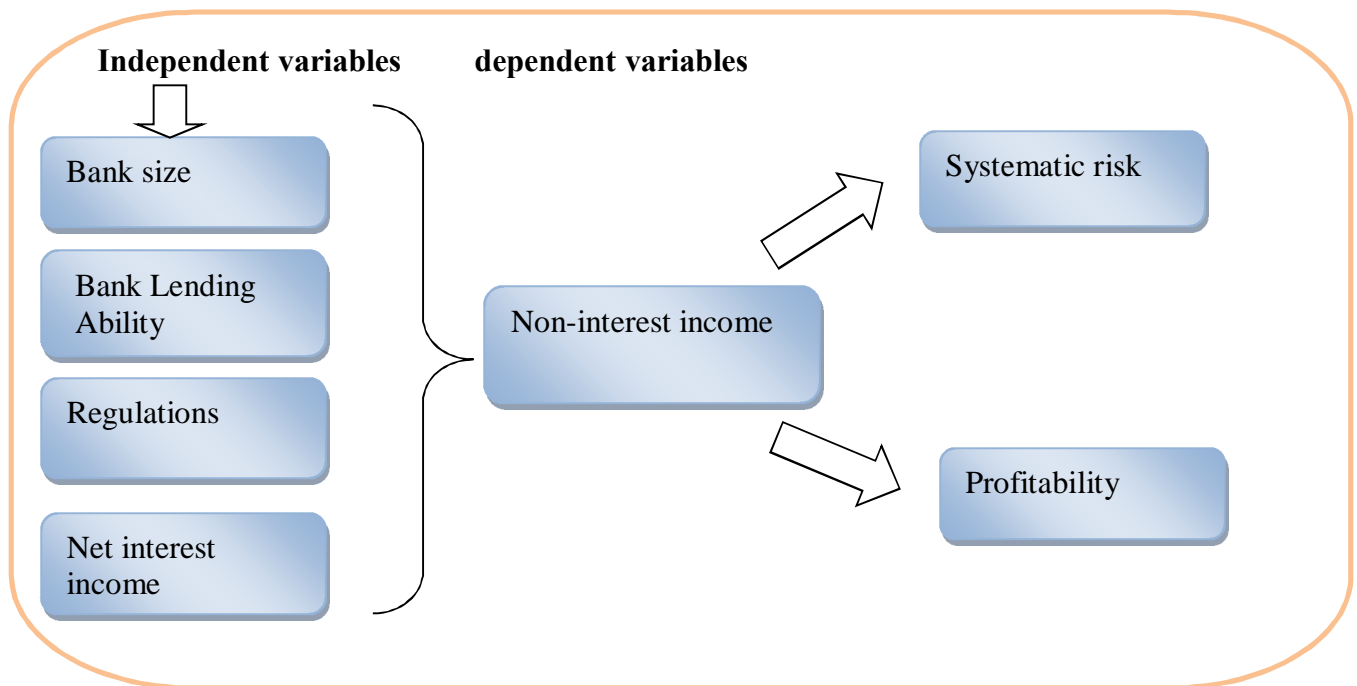 Independent variables dependent variables
Bank size
Bank Lending
Ability
Regulations
Net interest
income
Non-interest income
Systematic risk
Profitability